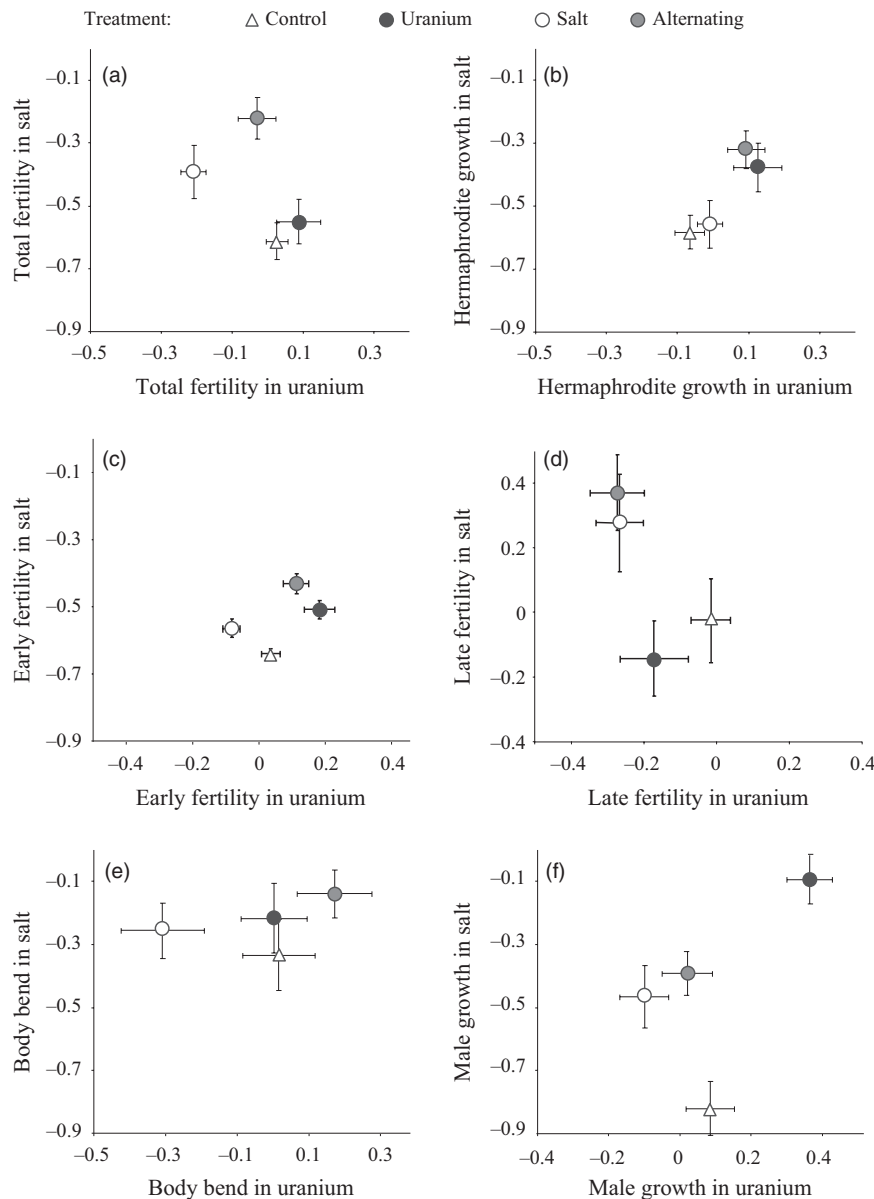 Treatment: Control Uranium Salt Alternating
(a)
Total fertility in salt
–0.1
–0.3
–0.5
–0.7
–0.9
–0.5 –0.3 –0.1 0.1 0.3
Total fertility in uranium
(b)
Hermaphrodite growth in salt
–0.1
–0.3
–0.5
–0.7
–0.9
–0.5 –0.3 –0.1 0.1 0.3
Hermaphrodite growth in uranium
(c)
Early fertility in salt
–0.1
–0.3
–0.5
–0.7
–0.9
–0.4 –0.2 0 0.2 0.4
Early fertility in uranium
(d)
Late fertility in salt
0.4
0.2
0
–0.2
–0.4
–0.5 –0.4 –0.2 0 0.2 0.4
Late fertility in uranium
(e)
Body bend in salt
–0.1
–0.3
–0.5
–0.7
–0.9
–0.5 –0.3 –0.1 0.1 0.3
Body bend in uranium
(f)
Male growth in salt
–0.1
–0.3
–0.5
–0.7
–0.9
–0.4 –0.2 0 0.2 0.4
Male growth in uranium